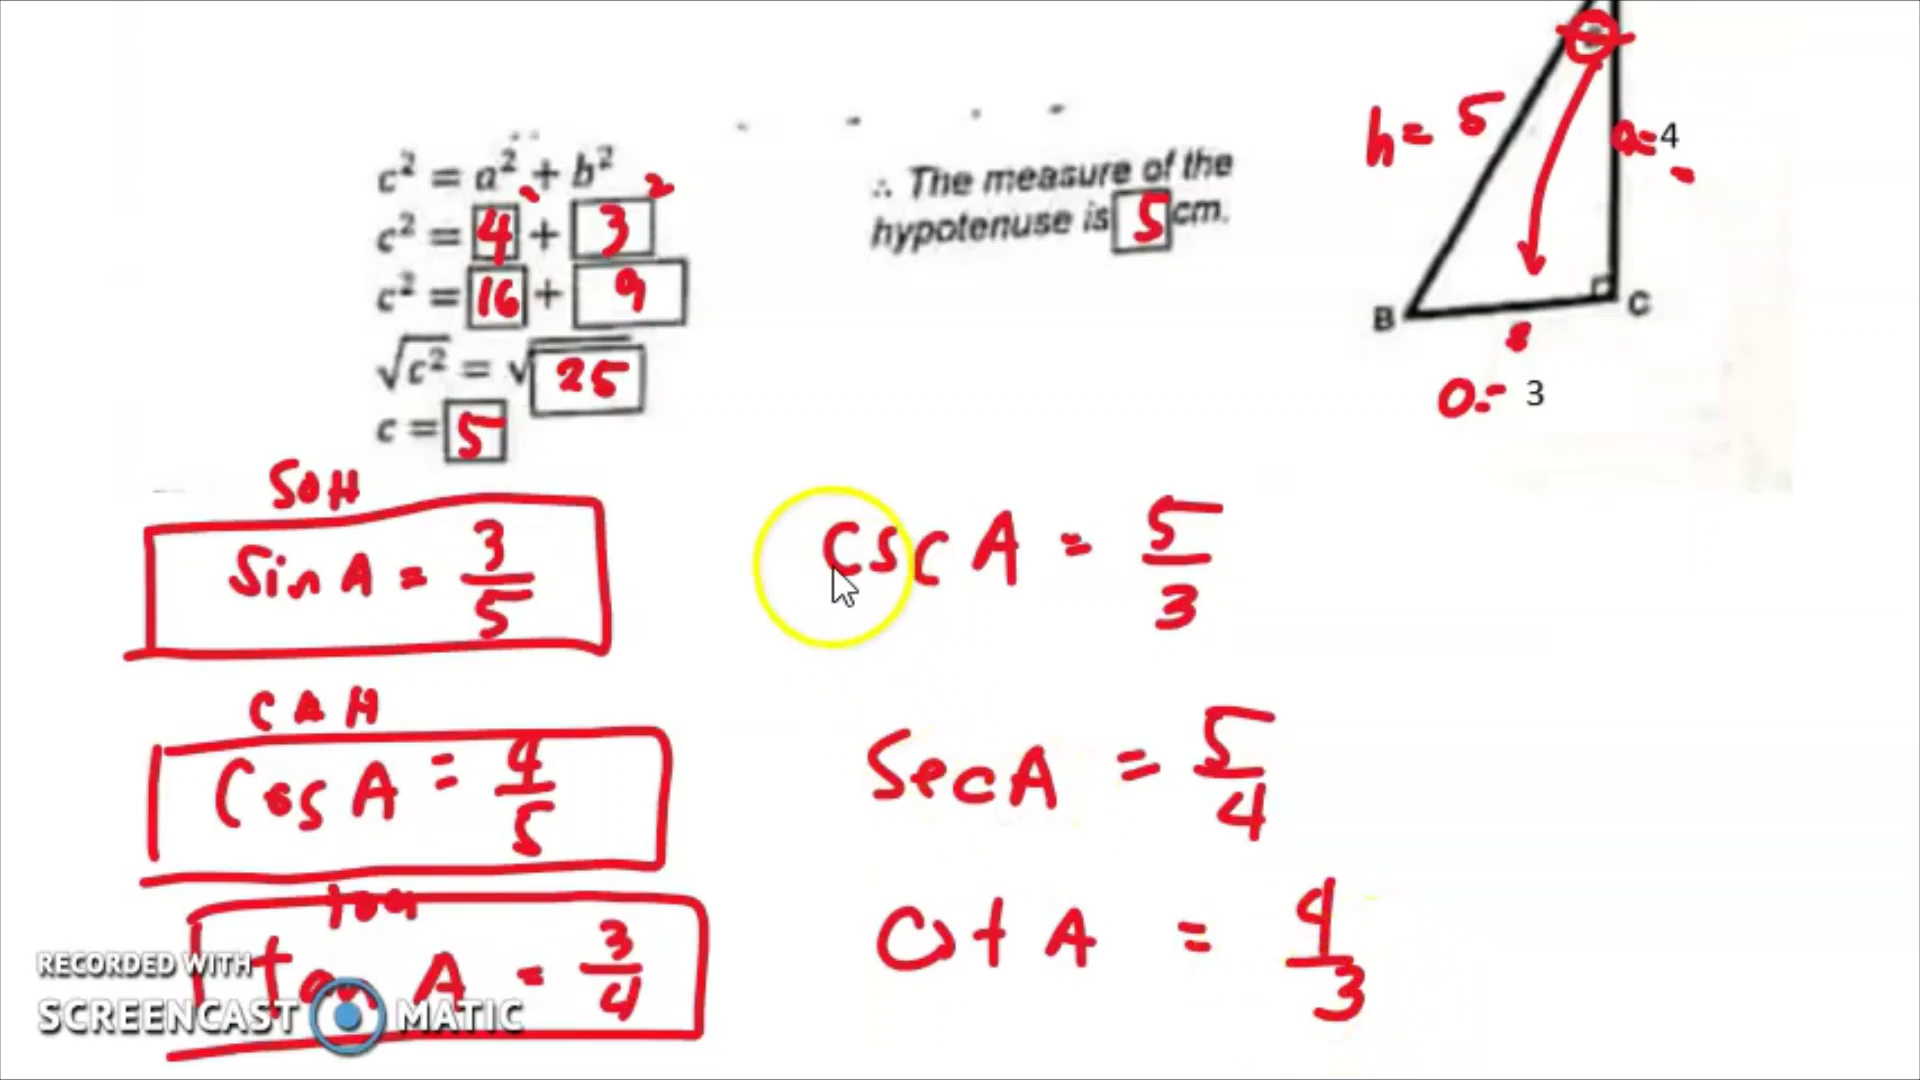 c² = a² + b²
c² = 4² + 3²
c² = 16 + 9
√c² = √25
c = 5
∴ The measure of the
hypotenuse is 5 cm.
h = 5
a = 4
B
C
o = 3
SOH
Sin A = 3/5
CAH
Cos A = 4/5
toa
tan A = 3/4
csc A = 5/3
Sec A = 5/4
cot A = 4/3
RECORDED WITH
SCREENCAST MATIC